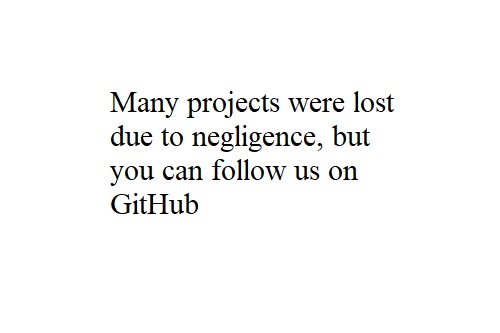 Many projects were lost
due to negligence, but
you can follow us on
GitHub